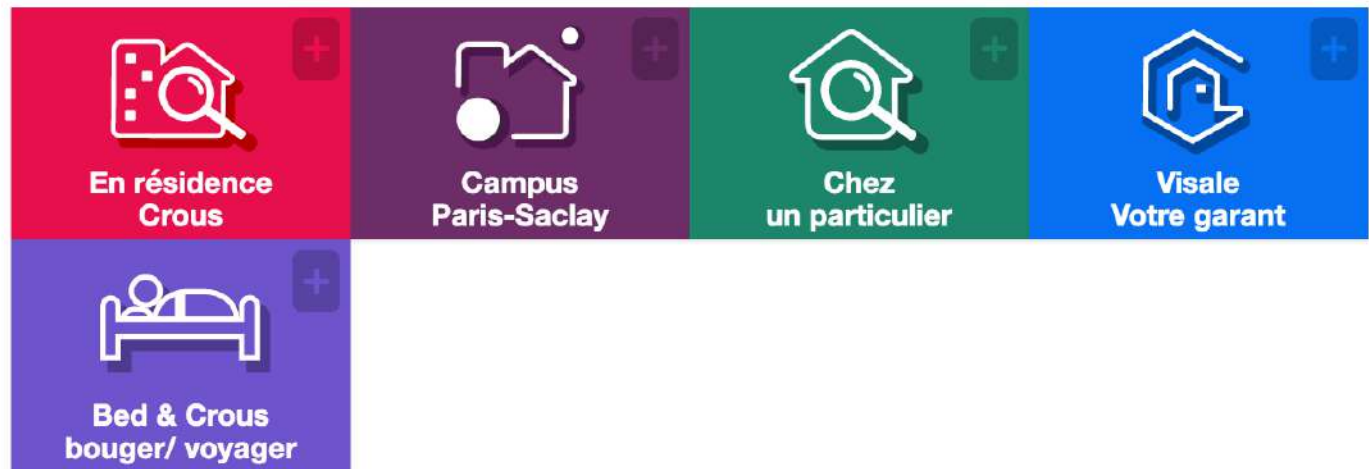 En résidence
Crous
Campus
Paris-Saclay
Chez
un particulier
Visale
Votre garant
Bed & Crous
bouger/ voyager